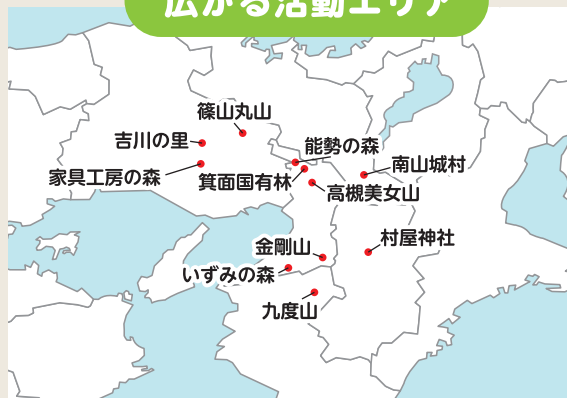 広がる活動エリア
篠山丸山
吉川の里
能勢の森
家具工房の森
箕面国有林
南山城村
高槻美女山
金剛山
村屋神社
いずみの森
九度山